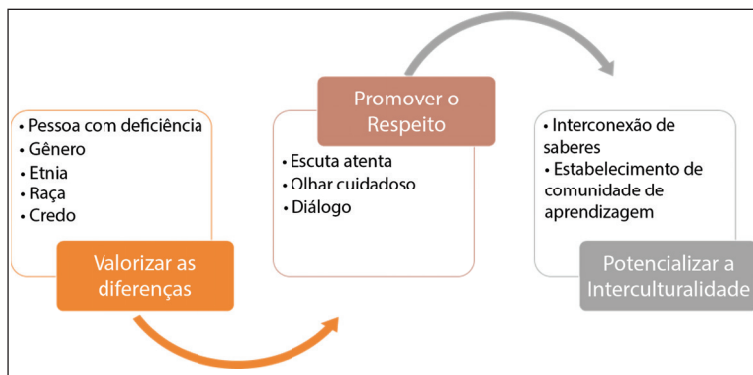 • Pessoa com deficiência
• Gênero
• Etnia
• Raça
• Credo
Valorizar as
diferenças
Promover o
Respeito
• Escuta atenta
• Olhar cuidadoso
• Diálogo
• Interconexão de
saberes
• Estabelecimento de
comunidade de
aprendizagem
Potencializar a
Interculturalidade